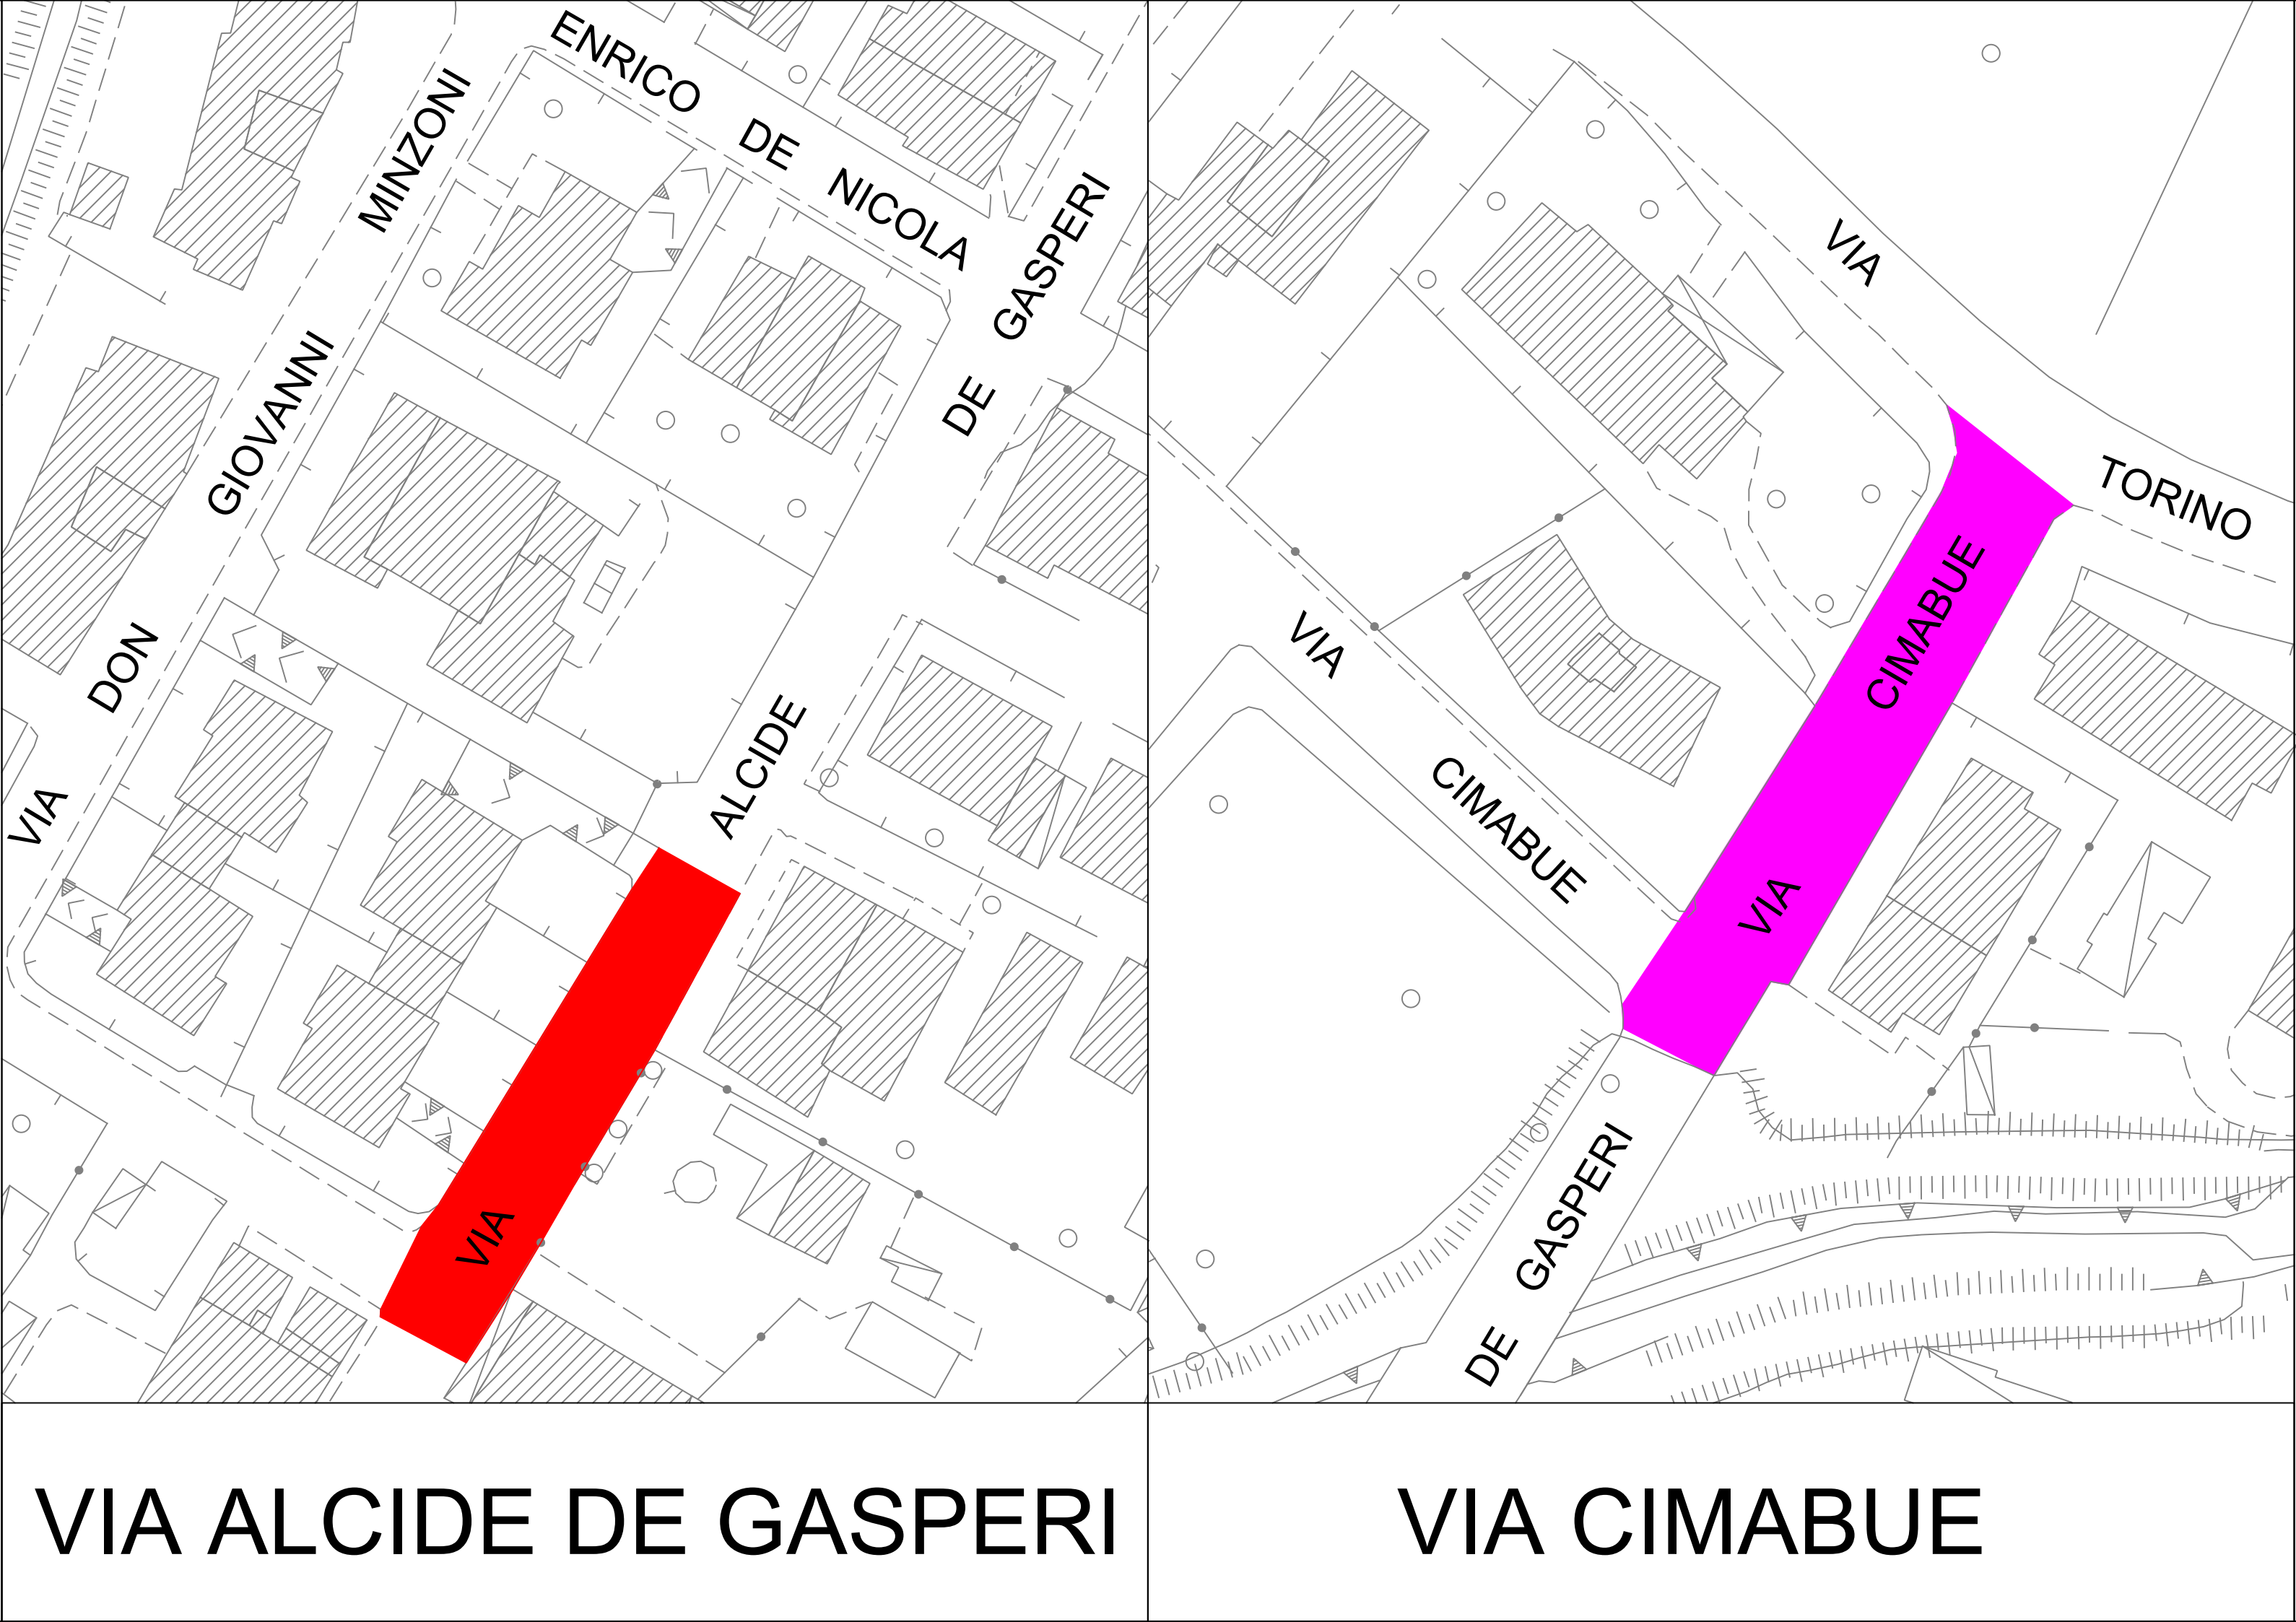 ENRICO DE NICOLA
VIA DON GIOVANNI MINZONI
VIA ALCIDE DE GASPERI
VIA TORINO
VIA CIMABUE
VIA CIMABUE
DE GASPERI
VIA ALCIDE DE GASPERI
VIA CIMABUE